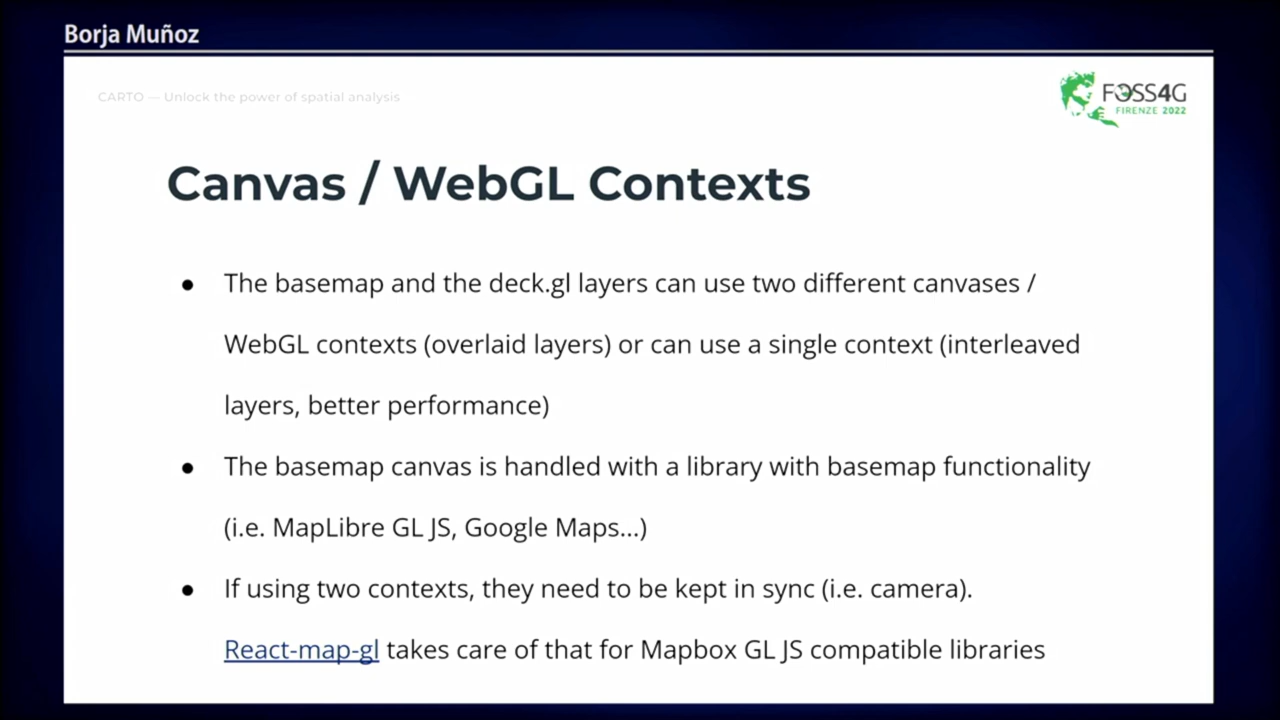 Borja Muñoz
CARTO — Unlock the power of spatial analysis
FOSS4G
FIRENZE 2022
Canvas / WebGL Contexts
● The basemap and the deck.gl layers can use two different canvases /
WebGL contexts (overlaid layers) or can use a single context (interleaved
layers, better performance)
● The basemap canvas is handled with a library with basemap functionality
(i.e. MapLibre GL JS, Google Maps...)
● If using two contexts, they need to be kept in sync (i.e. camera).
React-map-gl takes care of that for Mapbox GL JS compatible libraries